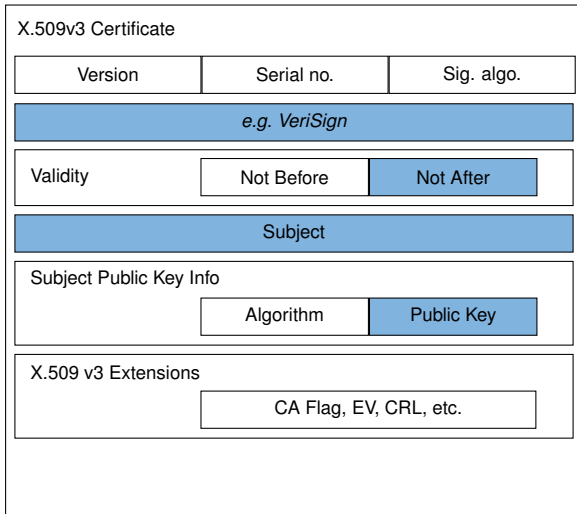 X.509v3 Certificate
Version Serial no. Sig. algo.
e.g. VeriSign
Validity Not Before Not After
Subject
Subject Public Key Info
Algorithm Public Key
X.509 v3 Extensions
CA Flag, EV, CRL, etc.